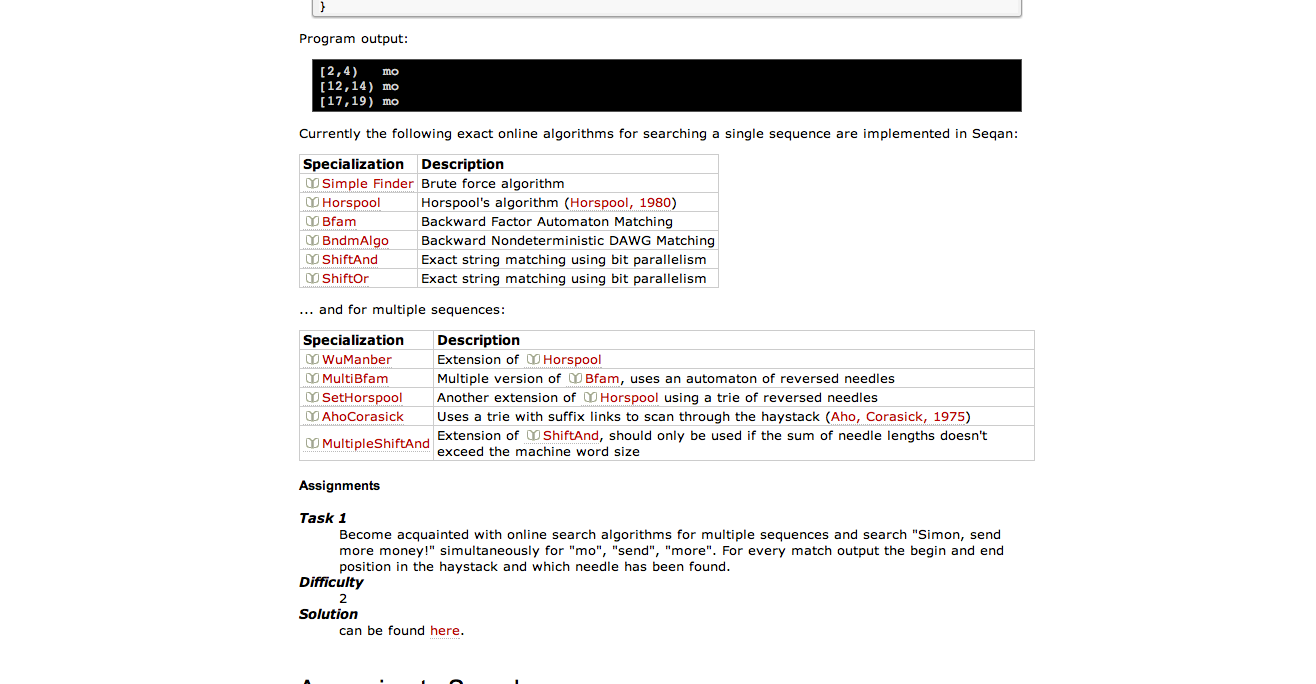 }
Program output:
[2,4)   mo
[12,14) mo
[17,19) mo
Currently the following exact online algorithms for searching a single sequence are implemented in Seqan:
Specialization Description
Simple Finder Brute force algorithm
Horspool Horspool's algorithm (Horspool, 1980)
Bfam Backward Factor Automaton Matching
BndmAlgo Backward Nondeterministic DAWG Matching
ShiftAnd Exact string matching using bit parallelism
ShiftOr Exact string matching using bit parallelism
... and for multiple sequences:
Specialization Description
WuManber Extension of Horspool
MultiBfam Multiple version of Bfam, uses an automaton of reversed needles
SetHorspool Another extension of Horspool using a trie of reversed needles
AhoCorasick Uses a trie with suffix links to scan through the haystack (Aho, Corasick, 1975)
MultipleShiftAnd Extension of ShiftAnd, should only be used if the sum of needle lengths doesn't
exceed the machine word size
Assignments
Task 1
Become acquainted with online search algorithms for multiple sequences and search "Simon, send
more money!" simultaneously for "mo", "send", "more". For every match output the begin and end
position in the haystack and which needle has been found.
Difficulty
2
Solution
can be found here.